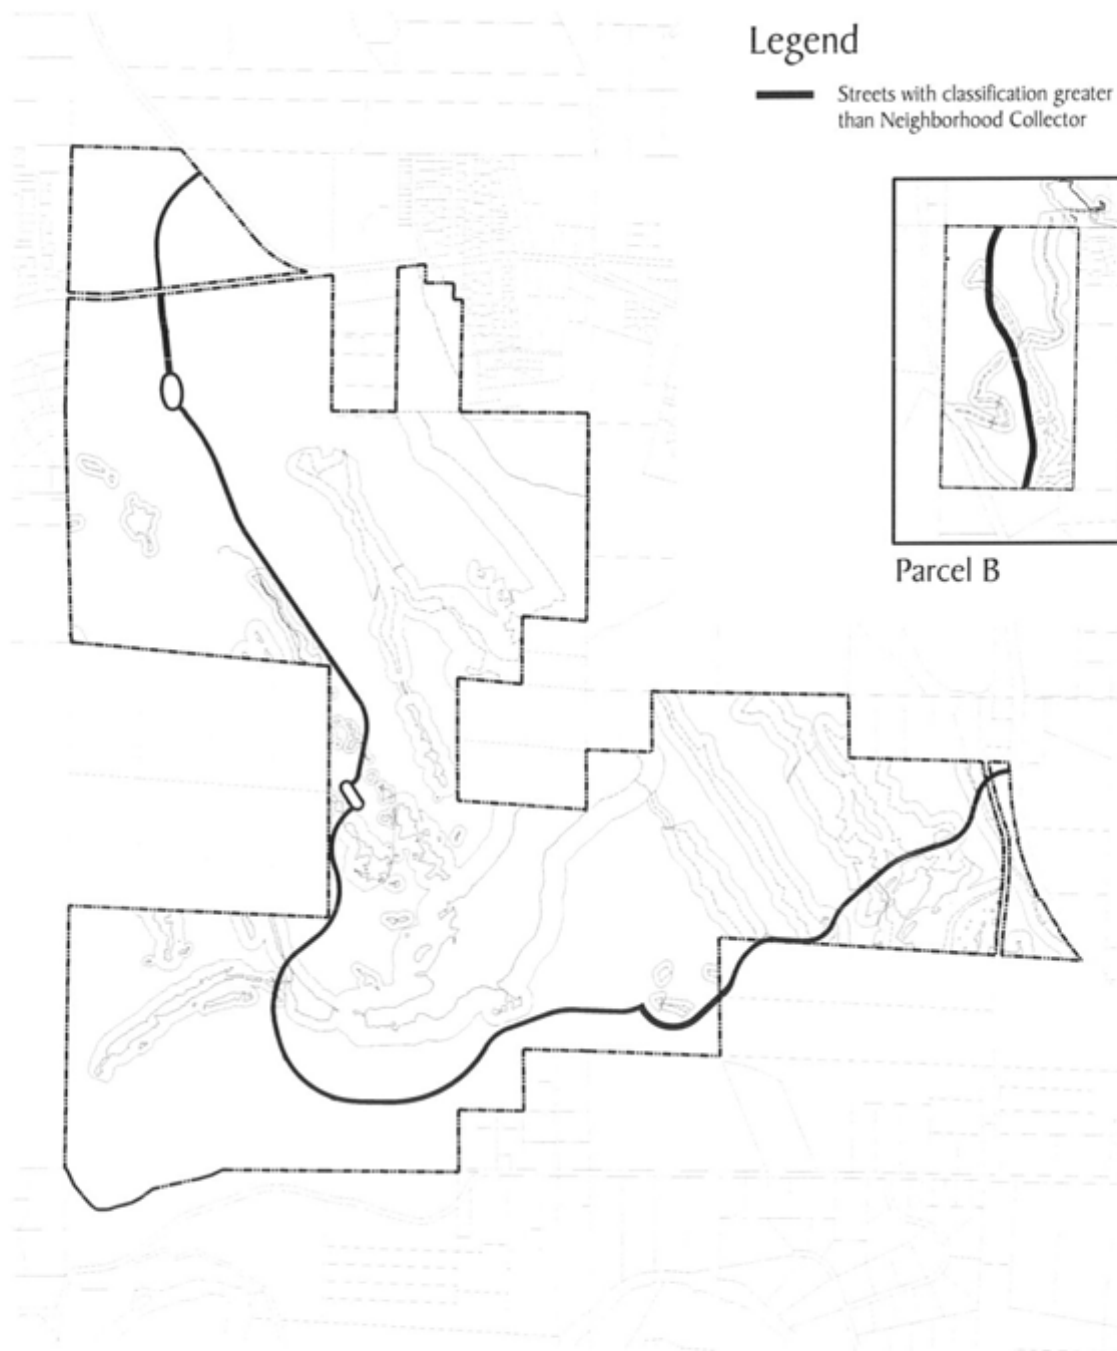 Legend
Streets with classification greater
than Neighborhood Collector
Parcel B